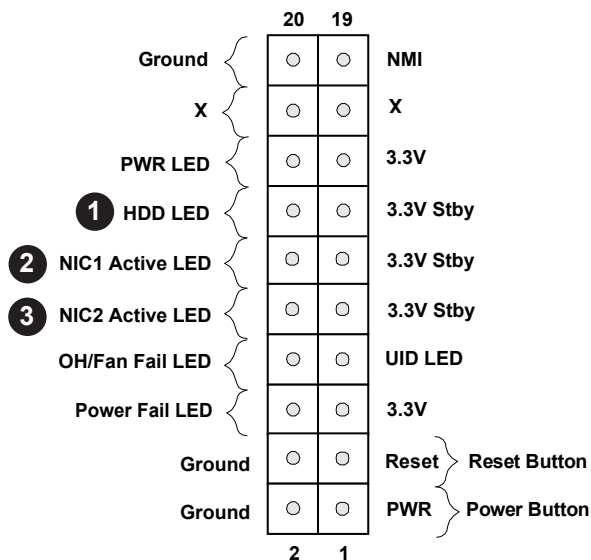 20 19
Ground NMI
X X
PWR LED 3.3V
1 HDD LED 3.3V Stby
2 NIC1 Active LED 3.3V Stby
3 NIC2 Active LED 3.3V Stby
OH/Fan Fail LED UID LED
Power Fail LED 3.3V
Ground Reset Reset Button
Ground PWR Power Button
2 1